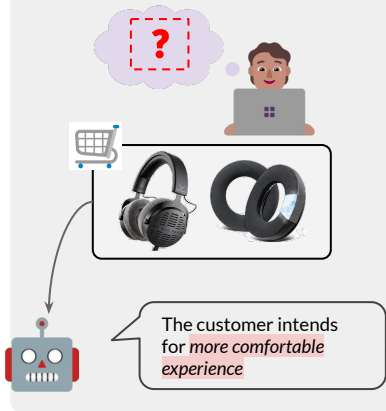 ?
The customer intends
for more comfortable
experience